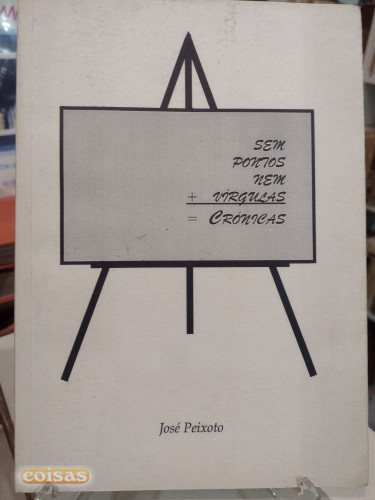 SEM
PONTOS
NEM
+ VÍRGULAS
= CRÓNICAS
José Peixoto
coisas